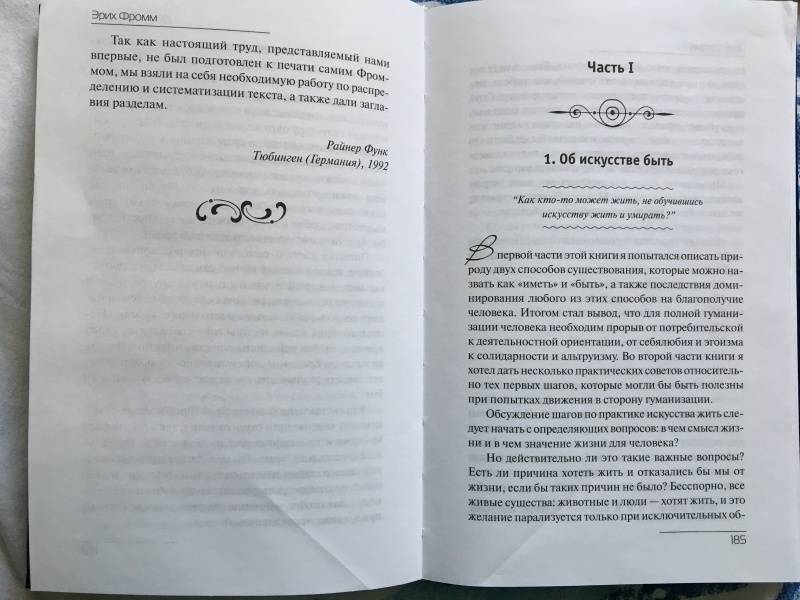 Эрих Фромм
Так как настоящий труд, представляемый нами
впервые, не был подготовлен к печати самим Фром-
мом, мы взяли на себя необходимую работу по распре-
делению и систематизации текста, а также дали загла-
вия разделам.
Райнер Функ
Тюбинген (Германия), 1992
Часть I
1. Об искусстве быть
“Как кто-то может жить, не обучившись
искусству жить и умирать?”
В первой части этой книги я попытался описать при-
роду двух способов существования, которые можно на-
звать как «иметь» и «быть», а также последствия доми-
нирования любого из этих способов на благополучие
человека. Итогом стал вывод, что для полной гумани-
зации человека необходим прорыв от потребительской
к деятельностной ориентации, от себялюбия и эгоизма
к солидарности и альтруизму. Во второй части книги я
хотел дать несколько практических советов относитель-
но тех первых шагов, которые могли бы быть полезны
при попытках движения в сторону гуманизации.
Обсуждение шагов по практике искусства жить сле-
дует начать с определяющих вопросов: в чем смысл жиз-
ни и в чем значение жизни для человека?
Но действительно ли это такие важные вопросы?
Есть ли причина хотеть жить и отказались бы мы от
жизни, если бы таких причин не было? Бесспорно, все
живые существа: животные и люди — хотят жить, и это
желание парализуется только при исключительных об-
185